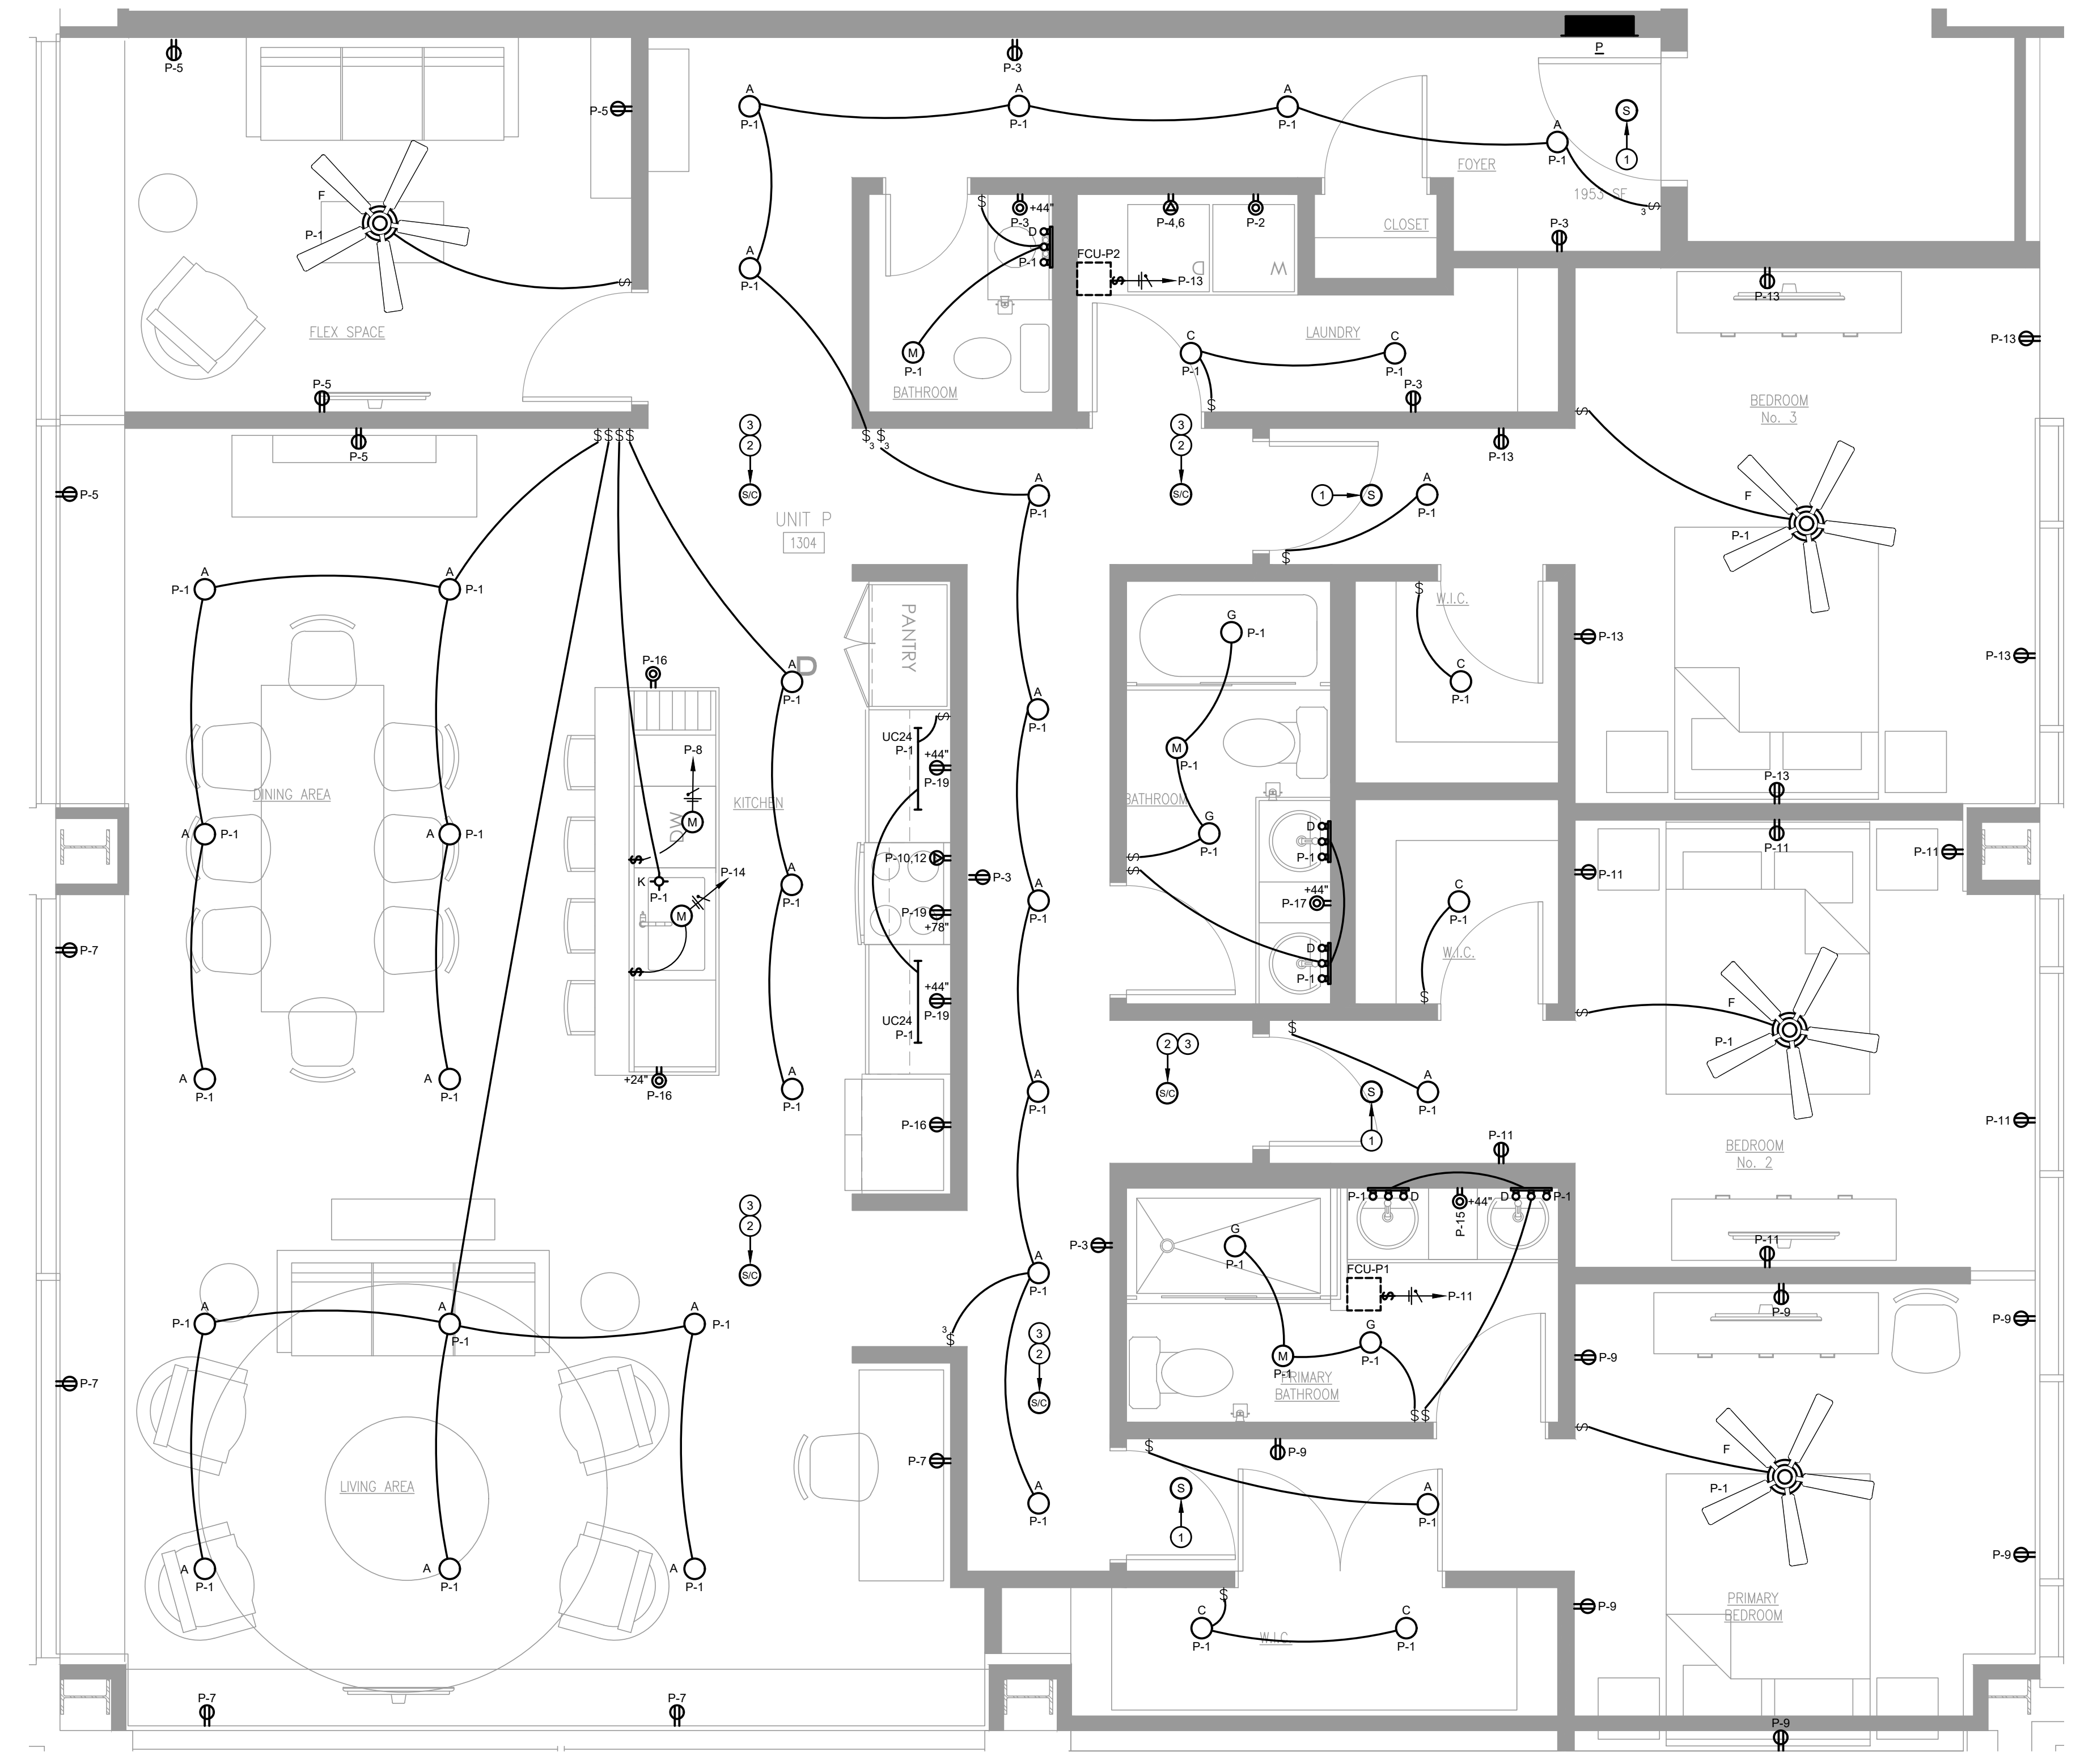 P
P-5
P-3
P-5
A
P-1
A
P-1
A
P-1
A
P-1
S
1
FOYER
1953 SF
3
F
P-1
FLEX SPACE
P-5
A
P-1
+44"
P-3
D
P-1
M
P-1
BATHROOM
P-4,6
P-2
CLOSET
P-3
FCU-P2
P-13
D
W
C
P-1
C
P-1
LAUNDRY
P-3
P-13
P-13
BEDROOM
No. 3
P-5
P-5
$$$$
3
2
S/C
$ $
3 3
3
2
S/C
P-13
1
S
A
P-1
A
P-1
F
P-1
UNIT P
1304
A
P-1
A
P-1
PANTRY
G
P-1
W.I.C.
C
P-1
P-13
P-13
P-16
A
P
P-1
A
P-1
UC24
P-1
+44"
P-19
M
P-1
P-8
M
DW
KITCHEN
DINING AREA
BATHROOM
P-13
A
P-1
A
P-1
G
P-1
D
P-1
P-11
P-11
P-11
P-10,12
P-3
K
P-1
P-14
M
A
P-1
A
P-1
+44"
P-17
C
P-1
W.I.C.
P-19
+78"
P-7
D
P-1
+44"
P-19
UC24
P-1
F
P-1
A
P-1
A
P-1
+24"
P-16
A
P-1
A
P-1
2
3
S/C
S
1
A
P-1
P-16
P-11
P-11
BEDROOM
No. 2
3
2
S/C
P-3
P-1
D
+44"
P-15
D
P-1
G
P-1
P-11
FCU-P1
P-11
A
P-1
A
P-1
A
P-1
A
P-1
3
3
2
S/C
G
P-1
M
P-1
PRIMARY
BATHROOM
P-9
P-9
P-9
P-7
P-7
P-9
F
P-1
LIVING AREA
A
P-1
S
1
A
P-1
A
P-1
A
P-1
A
P-1
P-9
C
P-1
C
P-1
W.I.C.
P-9
PRIMARY
BEDROOM
P-7
P-7
P-9